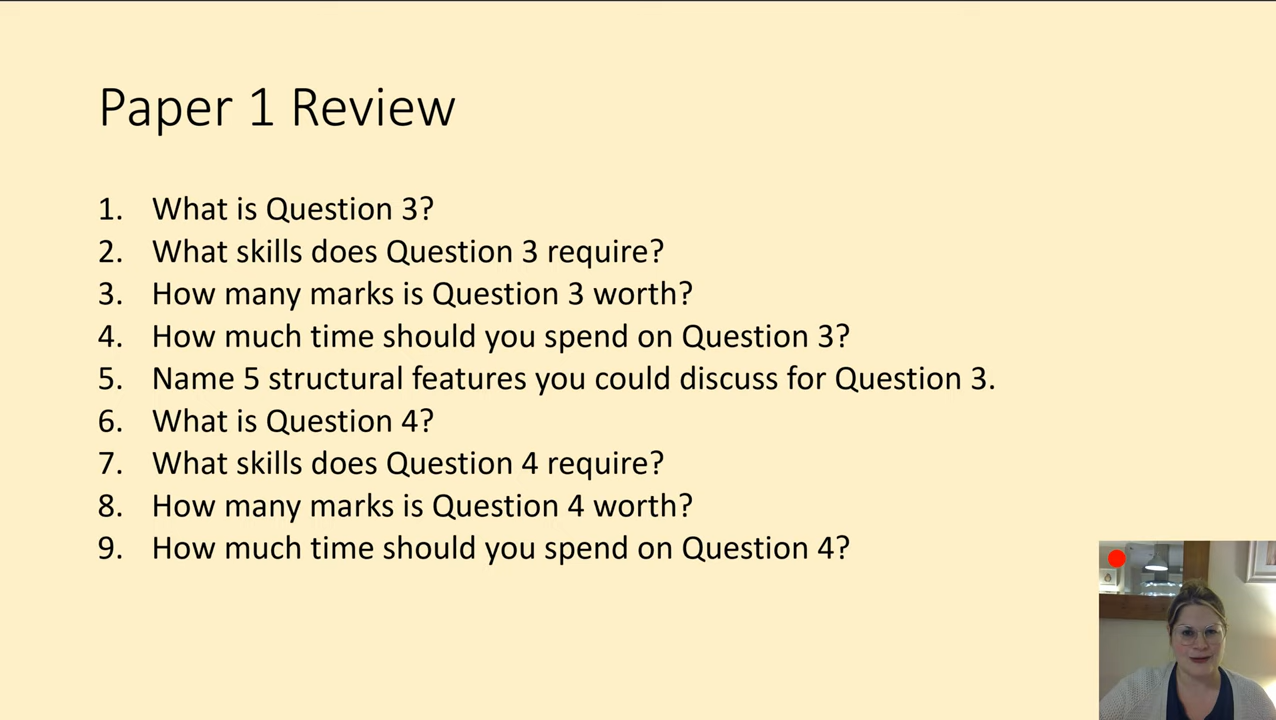 Paper 1 Review
1. What is Question 3?
2. What skills does Question 3 require?
3. How many marks is Question 3 worth?
4. How much time should you spend on Question 3?
5. Name 5 structural features you could discuss for Question 3.
6. What is Question 4?
7. What skills does Question 4 require?
8. How many marks is Question 4 worth?
9. How much time should you spend on Question 4?